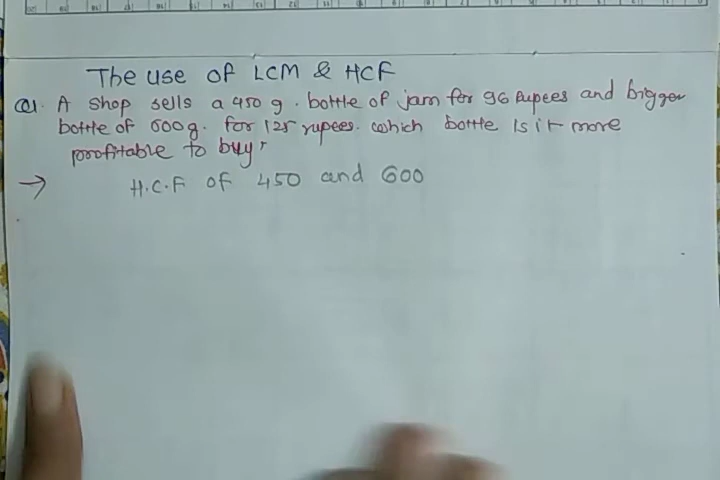 The use of LCM & HCF
Q1. A shop sells a 450 g. bottle of jam for 96 Rupees and bigger
bottle of 600g. for 125 rupees. which bottle is it more
profitable to buy?
→ H.C.F of 450 and 600